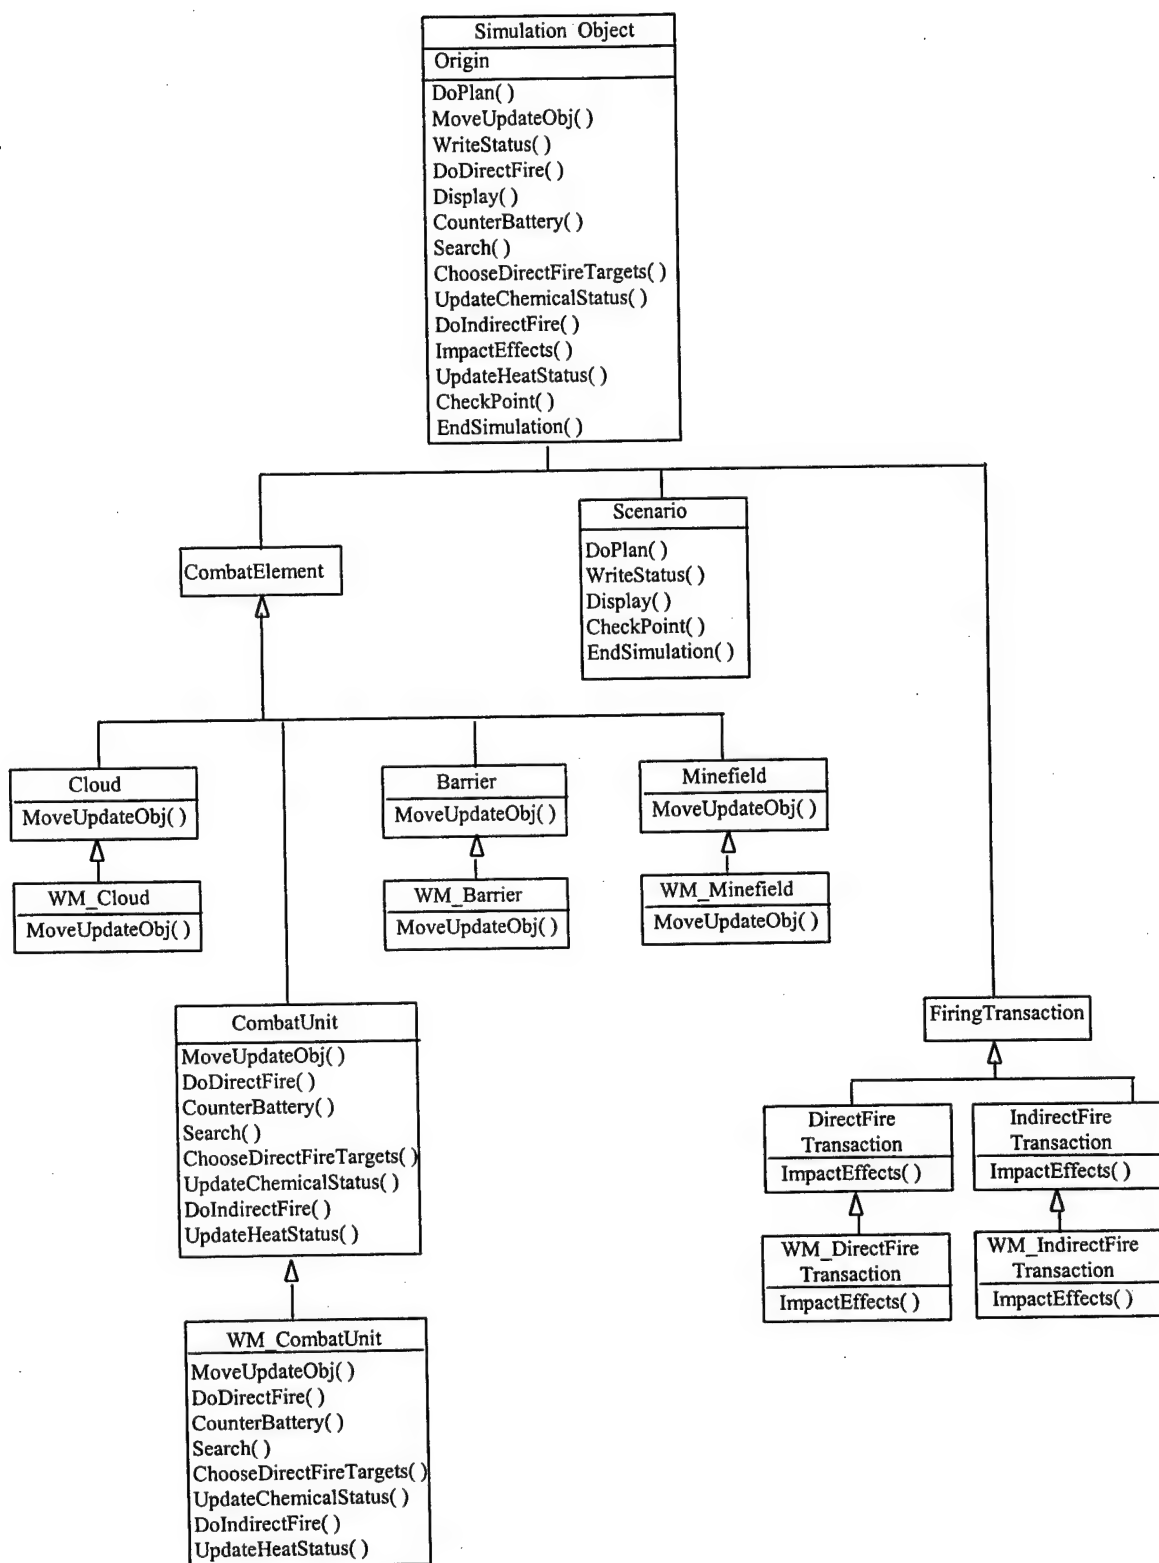 Simulation Object
Origin
DoPlan()
MoveUpdateObj()
WriteStatus()
DoDirectFire()
Display()
CounterBattery()
Search()
ChooseDirectFireTargets()
UpdateChemicalStatus()
DoIndirectFire()
ImpactEffects()
UpdateHeatStatus()
CheckPoint()
EndSimulation()
CombatElement
Scenario
DoPlan()
WriteStatus()
Display()
CheckPoint()
EndSimulation()
Cloud
MoveUpdateObj()
WM_Cloud
MoveUpdateObj()
Barrier
MoveUpdateObj()
WM_Barrier
MoveUpdateObj()
Minefield
MoveUpdateObj()
WM_Minefield
MoveUpdateObj()
CombatUnit
MoveUpdateObj()
DoDirectFire()
CounterBattery()
Search()
ChooseDirectFireTargets()
UpdateChemicalStatus()
DoIndirectFire()
UpdateHeatStatus()
WM_CombatUnit
MoveUpdateObj()
DoDirectFire()
CounterBattery()
Search()
ChooseDirectFireTargets()
UpdateChemicalStatus()
DoIndirectFire()
UpdateHeatStatus()
FiringTransaction
DirectFire
Transaction
ImpactEffects()
WM_DirectFire
Transaction
ImpactEffects()
IndirectFire
Transaction
ImpactEffects()
WM_IndirectFire
Transaction
ImpactEffects()